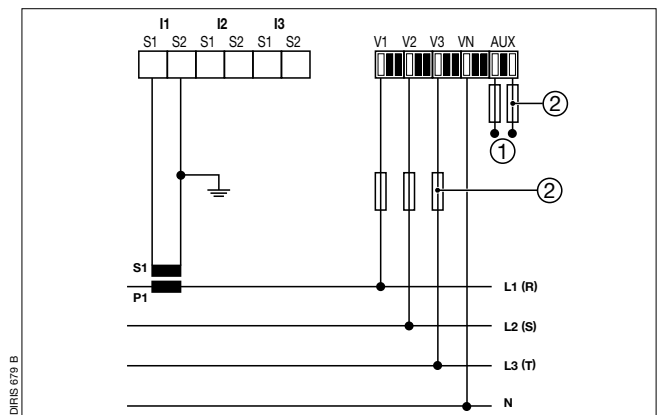 I1 I2 I3
S1 S2 S1 S2 S1 S2
V1 V2 V3 VN AUX
2
1
2
S1
P1
L1 (R)
L2 (S)
L3 (T)
N
DIRIS 679 B